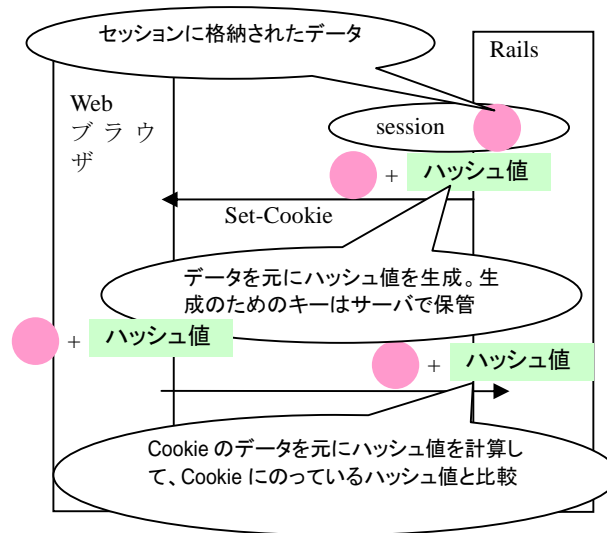 セッションに格納されたデータ
Rails
Web
ブラウ
ザ
session
+ ハッシュ値
Set-Cookie
データを元にハッシュ値を生成。生
成のためのキーはサーバで保管
+ ハッシュ値
+ ハッシュ値
Cookie のデータを元にハッシュ値を計算し
て、Cookie にのっているハッシュ値と比較